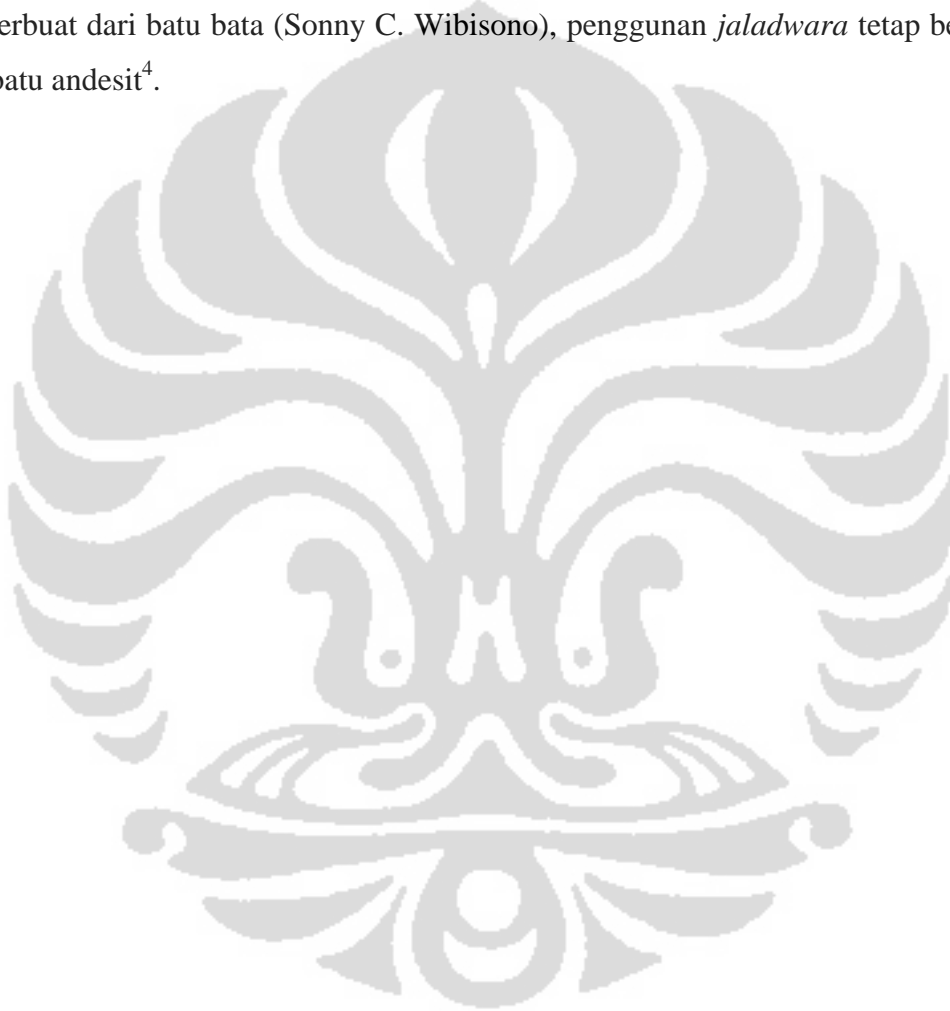 erbuat dari batu bata (Sonny C. Wibisono), penggunan jaladwara tetap be
batu andesit⁴.